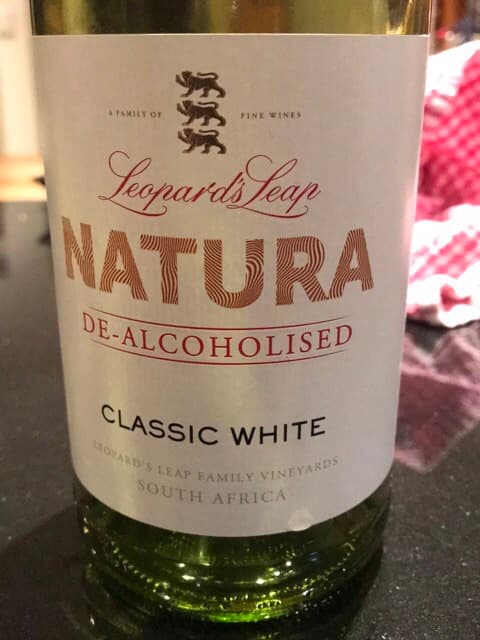 A FAMILY OF FINE WINES
Leopard's Leap
NATURA
DE-ALCOHOLISED
CLASSIC WHITE
LEOPARD'S LEAP FAMILY VINEYARDS
SOUTH AFRICA